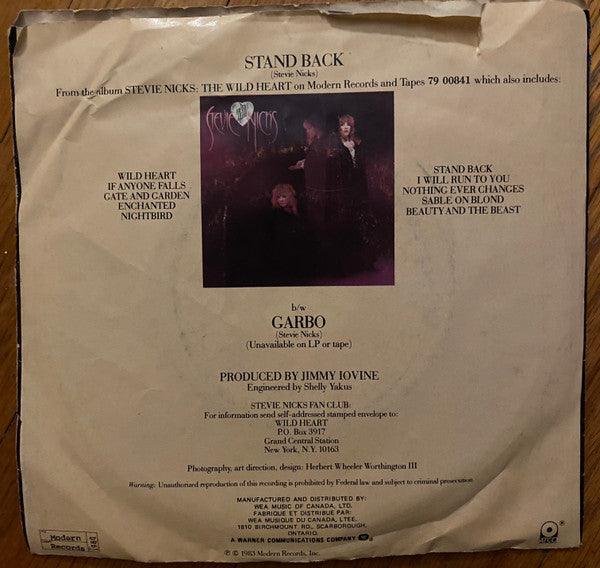 STAND BACK
(Stevie Nicks)
From the album STEVIE NICKS: THE WILD HEART on Modern Records and Tapes 79 00841 which also includes:
Stevie Nicks
WILD HEART
IF ANYONE FALLS
GATE AND GARDEN
ENCHANTED
NIGHTBIRD
STAND BACK
I WILL RUN TO YOU
NOTHING EVER CHANGES
SABLE ON BLOND
BEAUTY AND THE BEAST
b/w
GARBO
(Stevie Nicks)
(Unavailable on LP or tape)
PRODUCED BY JIMMY IOVINE
Engineered by Shelly Yakus
STEVIE NICKS FAN CLUB:
For information send self-addressed stamped envelope to:
WILD HEART
P.O. Box 3917
Grand Central Station
New York, N.Y. 10163
Photography, art direction, design: Herbert Wheeler Worthington III
Warning: Unauthorized reproduction of this recording is prohibited by Federal law and subject to criminal prosecution
MANUFACTURED AND DISTRIBUTED BY:
WEA MUSIC OF CANADA, LTD.
FABRIQUE ET DISTRIBUE PAR:
WEA MUSIQUE DU CANADA, LTEE.
1810 BIRCHMOUNT RD., SCARBOROUGH,
ONTARIO.
A WARNER COMMUNICATIONS COMPANY
℗ © 1983 Modern Records, Inc.
Modern
Records
ATCO
®